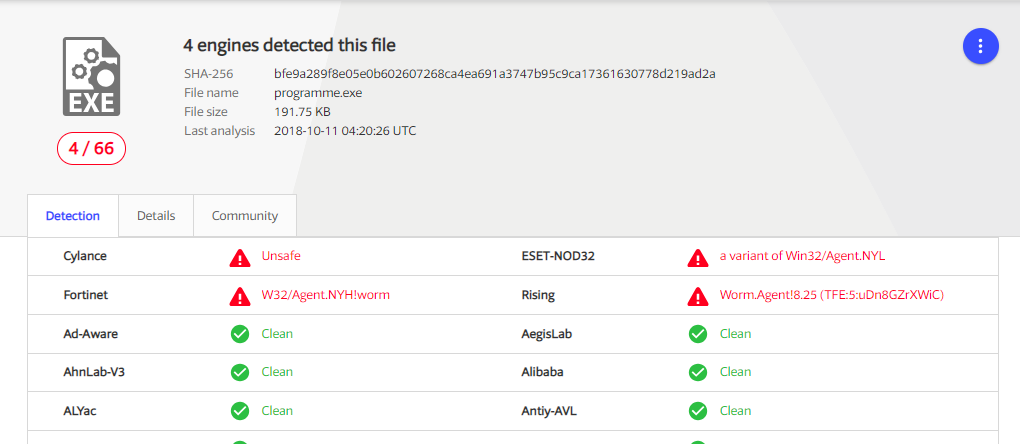 4 engines detected this file
SHA-256 bfe9a289f8e05e0b602607268ca4ea691a3747b95c9ca17361630778d219ad2a
File name programme.exe
File size 191.75 KB
Last analysis 2018-10-11 04:20:26 UTC
EXE
4 / 66
Detection Details Community
Cylance Unsafe ESET-NOD32 a variant of Win32/Agent.NYL
Fortinet W32/Agent.NYH!worm Rising Worm.Agent!8.25 (TFE:5:uDn8GZrXWiC)
Ad-Aware Clean AegisLab Clean
AhnLab-V3 Clean Alibaba Clean
ALYac Clean Antiy-AVL Clean